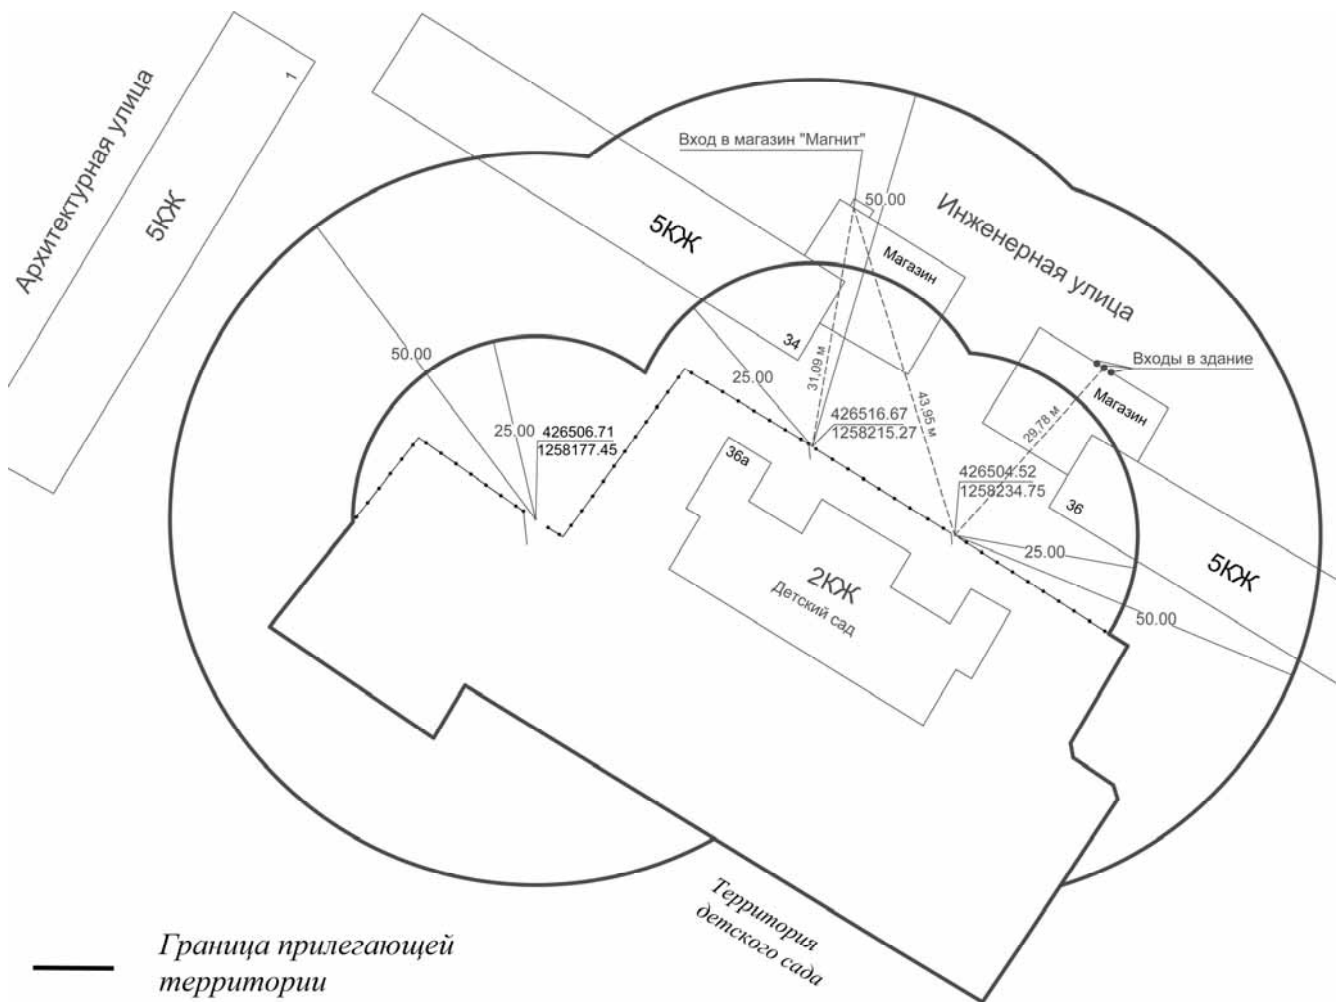 Архитектурная улица
5КЖ
1
Вход в магазин "Магнит"
50.00
Инженерная улица
5КЖ
Магазин
34
Входы в здание
Магазин
50.00
25.00
31,09 м
43,95 м
29,78 м
25.00
426506.71
1258177.45
426516.67
1258215.27
36а
426504.52
1258234.75
36
25.00
5КЖ
2КЖ
Детский сад
50.00
Территория
детского сада
Граница прилегающей
территории